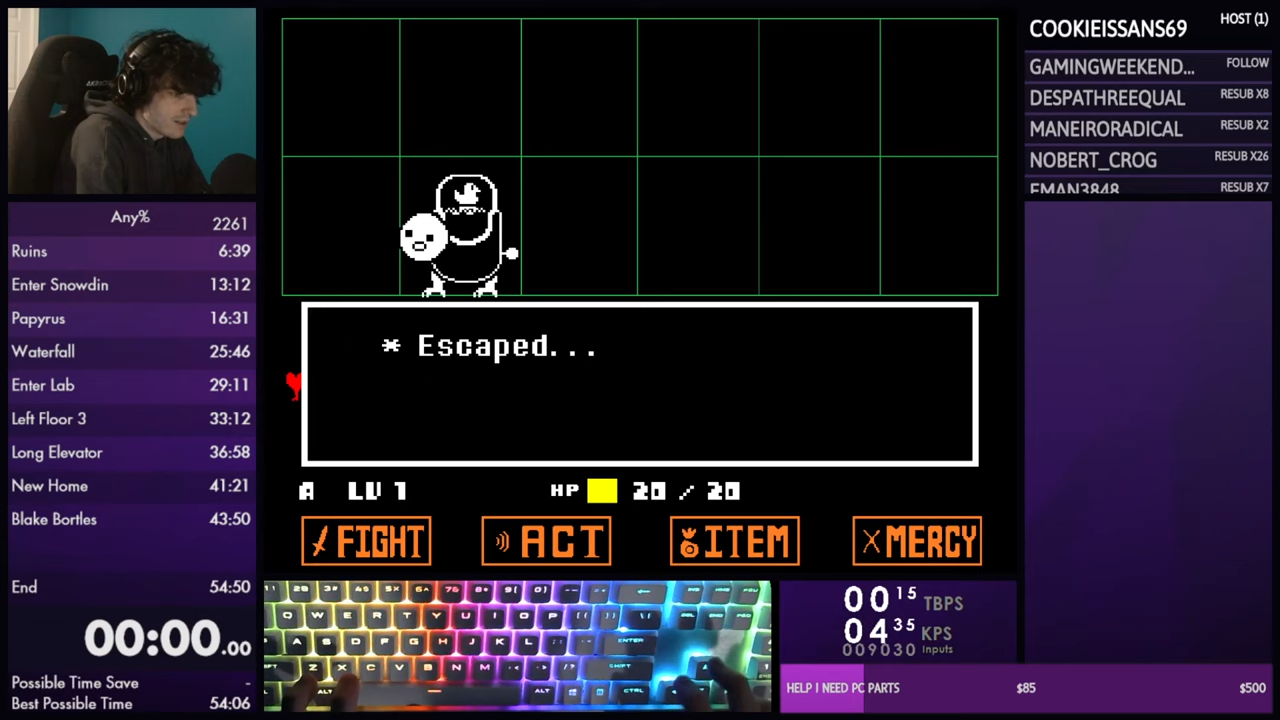 Any% 2261
Ruins 6:39
Enter Snowdin 13:12
Papyrus 16:31
Waterfall 25:46
Enter Lab 29:11
Left Floor 3 33:12
Long Elevator 36:58
New Home 41:21
Blake Bortles 43:50
End 54:50
00:00.00
Possible Time Save -
Best Possible Time 54:06
* Escaped...
A LV 1 HP 20 / 20
FIGHT ACT ITEM MERCY
00 15 TBPS
04 35 KPS
009030 Inputs
HELP I NEED PC PARTS $85 $500
COOKIEISSANS69 HOST (1)
GAMINGWEEKEND... FOLLOW
DESPATHREEQUAL RESUB X8
MANEIRORADICAL RESUB X2
NOBERT_CROG RESUB X26
EMAN3848 RESUB X7